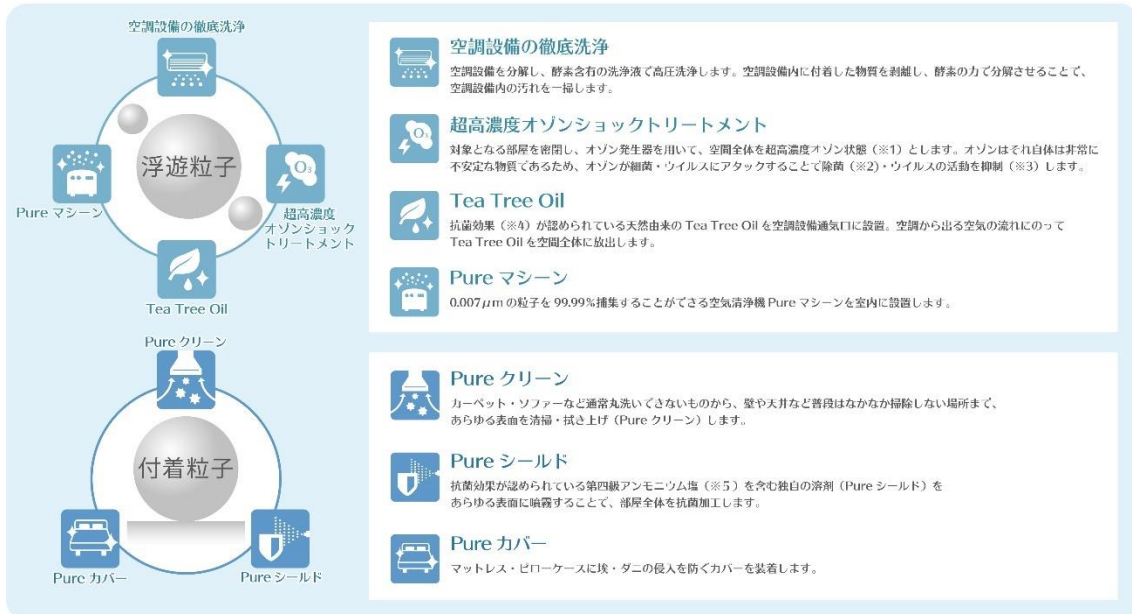 空調設備の徹底洗浄
浮遊粒子
Pure マシーン
超高濃度
オゾンショック
トリートメント
O₃
Tea Tree Oil
空調設備の徹底洗浄
空調設備を分解し、酵素含有の洗浄液で高圧洗浄します。空調設備内に付着した物質を剥離し、酵素の力で分解させることで、
空調設備内の汚れを一掃します。
O₃
超高濃度オゾンショックトリートメント
対象となる部屋を密閉し、オゾン発生器を用いて、空間全体を超高濃度オゾン状態（※1）とします。オゾンはそれ自体は非常に
不安定な物質であるため、オゾンが細菌・ウイルスにアタックすることで除菌（※2）・ウイルスの活動を抑制（※3）します。
Tea Tree Oil
抗菌効果（※4）が認められている天然由来の Tea Tree Oil を空調設備通気口に設置。空調から出る空気の流れにのって
Tea Tree Oil を空間全体に放出します。
Pure マシーン
0.007μm の粒子を 99.99% 捕集することができる空気清浄機 Pure マシーンを室内に設置します。
Pure クリーン
付着粒子
Pure カバー
Pure シールド
Pure クリーン
カーペット・ソファーなど通常丸洗いできないものから、壁や天井など普段はなかなか掃除しない場所まで、
あらゆる表面を清掃・拭き上げ（Pure クリーン）します。
Pure シールド
抗菌効果が認められている第四級アンモニウム塩（※5）を含む独自の溶剤（Pure シールド）を
あらゆる表面に噴霧することで、部屋全体を抗菌加工します。
Pure カバー
マットレス・ピローケースに埃・ダニの侵入を防ぐカバーを装着します。